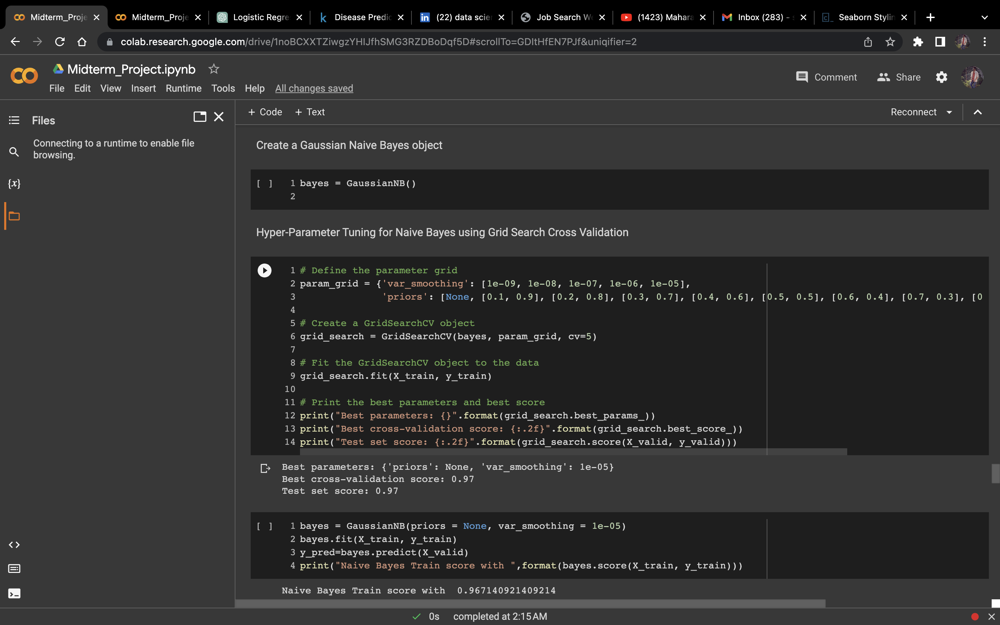 Midterm_Proje
Midterm_Proje
Logistic Regre
Disease Predic
(22) data scien
Job Search We
(1423) Mahara
Inbox (283) -
Seaborn Stylin
colab.research.google.com/drive/1noBCXXTZiwgzYHIJfhSMG3RZDBoDqf5D#scrollTo=GDItHfEN7PJf&uniqifier=2
Midterm_Project.ipynb
File Edit View Insert Runtime Tools Help All changes saved
Comment Share
Files
Connecting to a runtime to enable file
browsing.
+ Code + Text
Reconnect
Create a Gaussian Naive Bayes object
[ ] 1 bayes = GaussianNB()
2
Hyper-Parameter Tuning for Naive Bayes using Grid Search Cross Validation
1 # Define the parameter grid
2 param_grid = {'var_smoothing': [1e-09, 1e-08, 1e-07, 1e-06, 1e-05],
3 'priors': [None, [0.1, 0.9], [0.2, 0.8], [0.3, 0.7], [0.4, 0.6], [0.5, 0.5], [0.6, 0.4], [0.7, 0.3], [0
4
5 # Create a GridSearchCV object
6 grid_search = GridSearchCV(bayes, param_grid, cv=5)
7
8 # Fit the GridSearchCV object to the data
9 grid_search.fit(X_train, y_train)
10
11 # Print the best parameters and best score
12 print("Best parameters: {}".format(grid_search.best_params_))
13 print("Best cross-validation score: {:.2f}".format(grid_search.best_score_))
14 print("Test set score: {:.2f}".format(grid_search.score(X_valid, y_valid)))
Best parameters: {'priors': None, 'var_smoothing': 1e-05}
Best cross-validation score: 0.97
Test set score: 0.97
[ ] 1 bayes = GaussianNB(priors = None, var_smoothing = 1e-05)
2 bayes.fit(X_train, y_train)
3 y_pred=bayes.predict(X_valid)
4 print("Naive Bayes Train score with ",format(bayes.score(X_train, y_train)))
Naive Bayes Train score with 0.967140921409214
0s completed at 2:15 AM